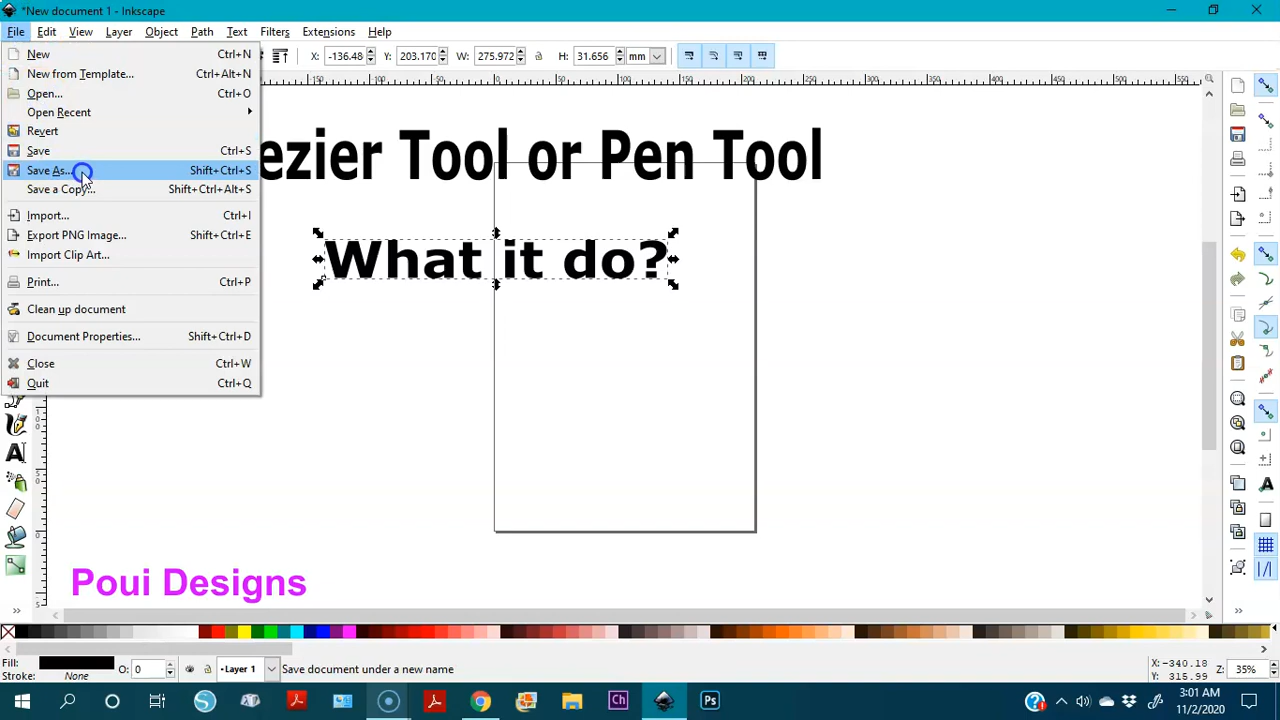 *New document 1 - Inkscape
File Edit View Layer Object Path Text Filters Extensions Help
New Ctrl+N
New from Template... Ctrl+Alt+N
Open... Ctrl+O
Open Recent
Revert
Save Ctrl+S
Save As... Shift+Ctrl+S
Save a Copy... Shift+Ctrl+Alt+S
Import... Ctrl+I
Export PNG Image... Shift+Ctrl+E
Import Clip Art...
Print... Ctrl+P
Clean up document
Document Properties... Shift+Ctrl+D
Close Ctrl+W
Quit Ctrl+Q
X: -136.48 Y: 203.170 W: 275.972 H: 31.656 mm
ezier Tool or Pen Tool
What it do?
Poui Designs
Fill:
Stroke: None
O: 0
Layer 1
Save document under a new name
X: -340.18
Y: 315.99
Z: 35%
Ch
Ps
3:01 AM
11/2/2020